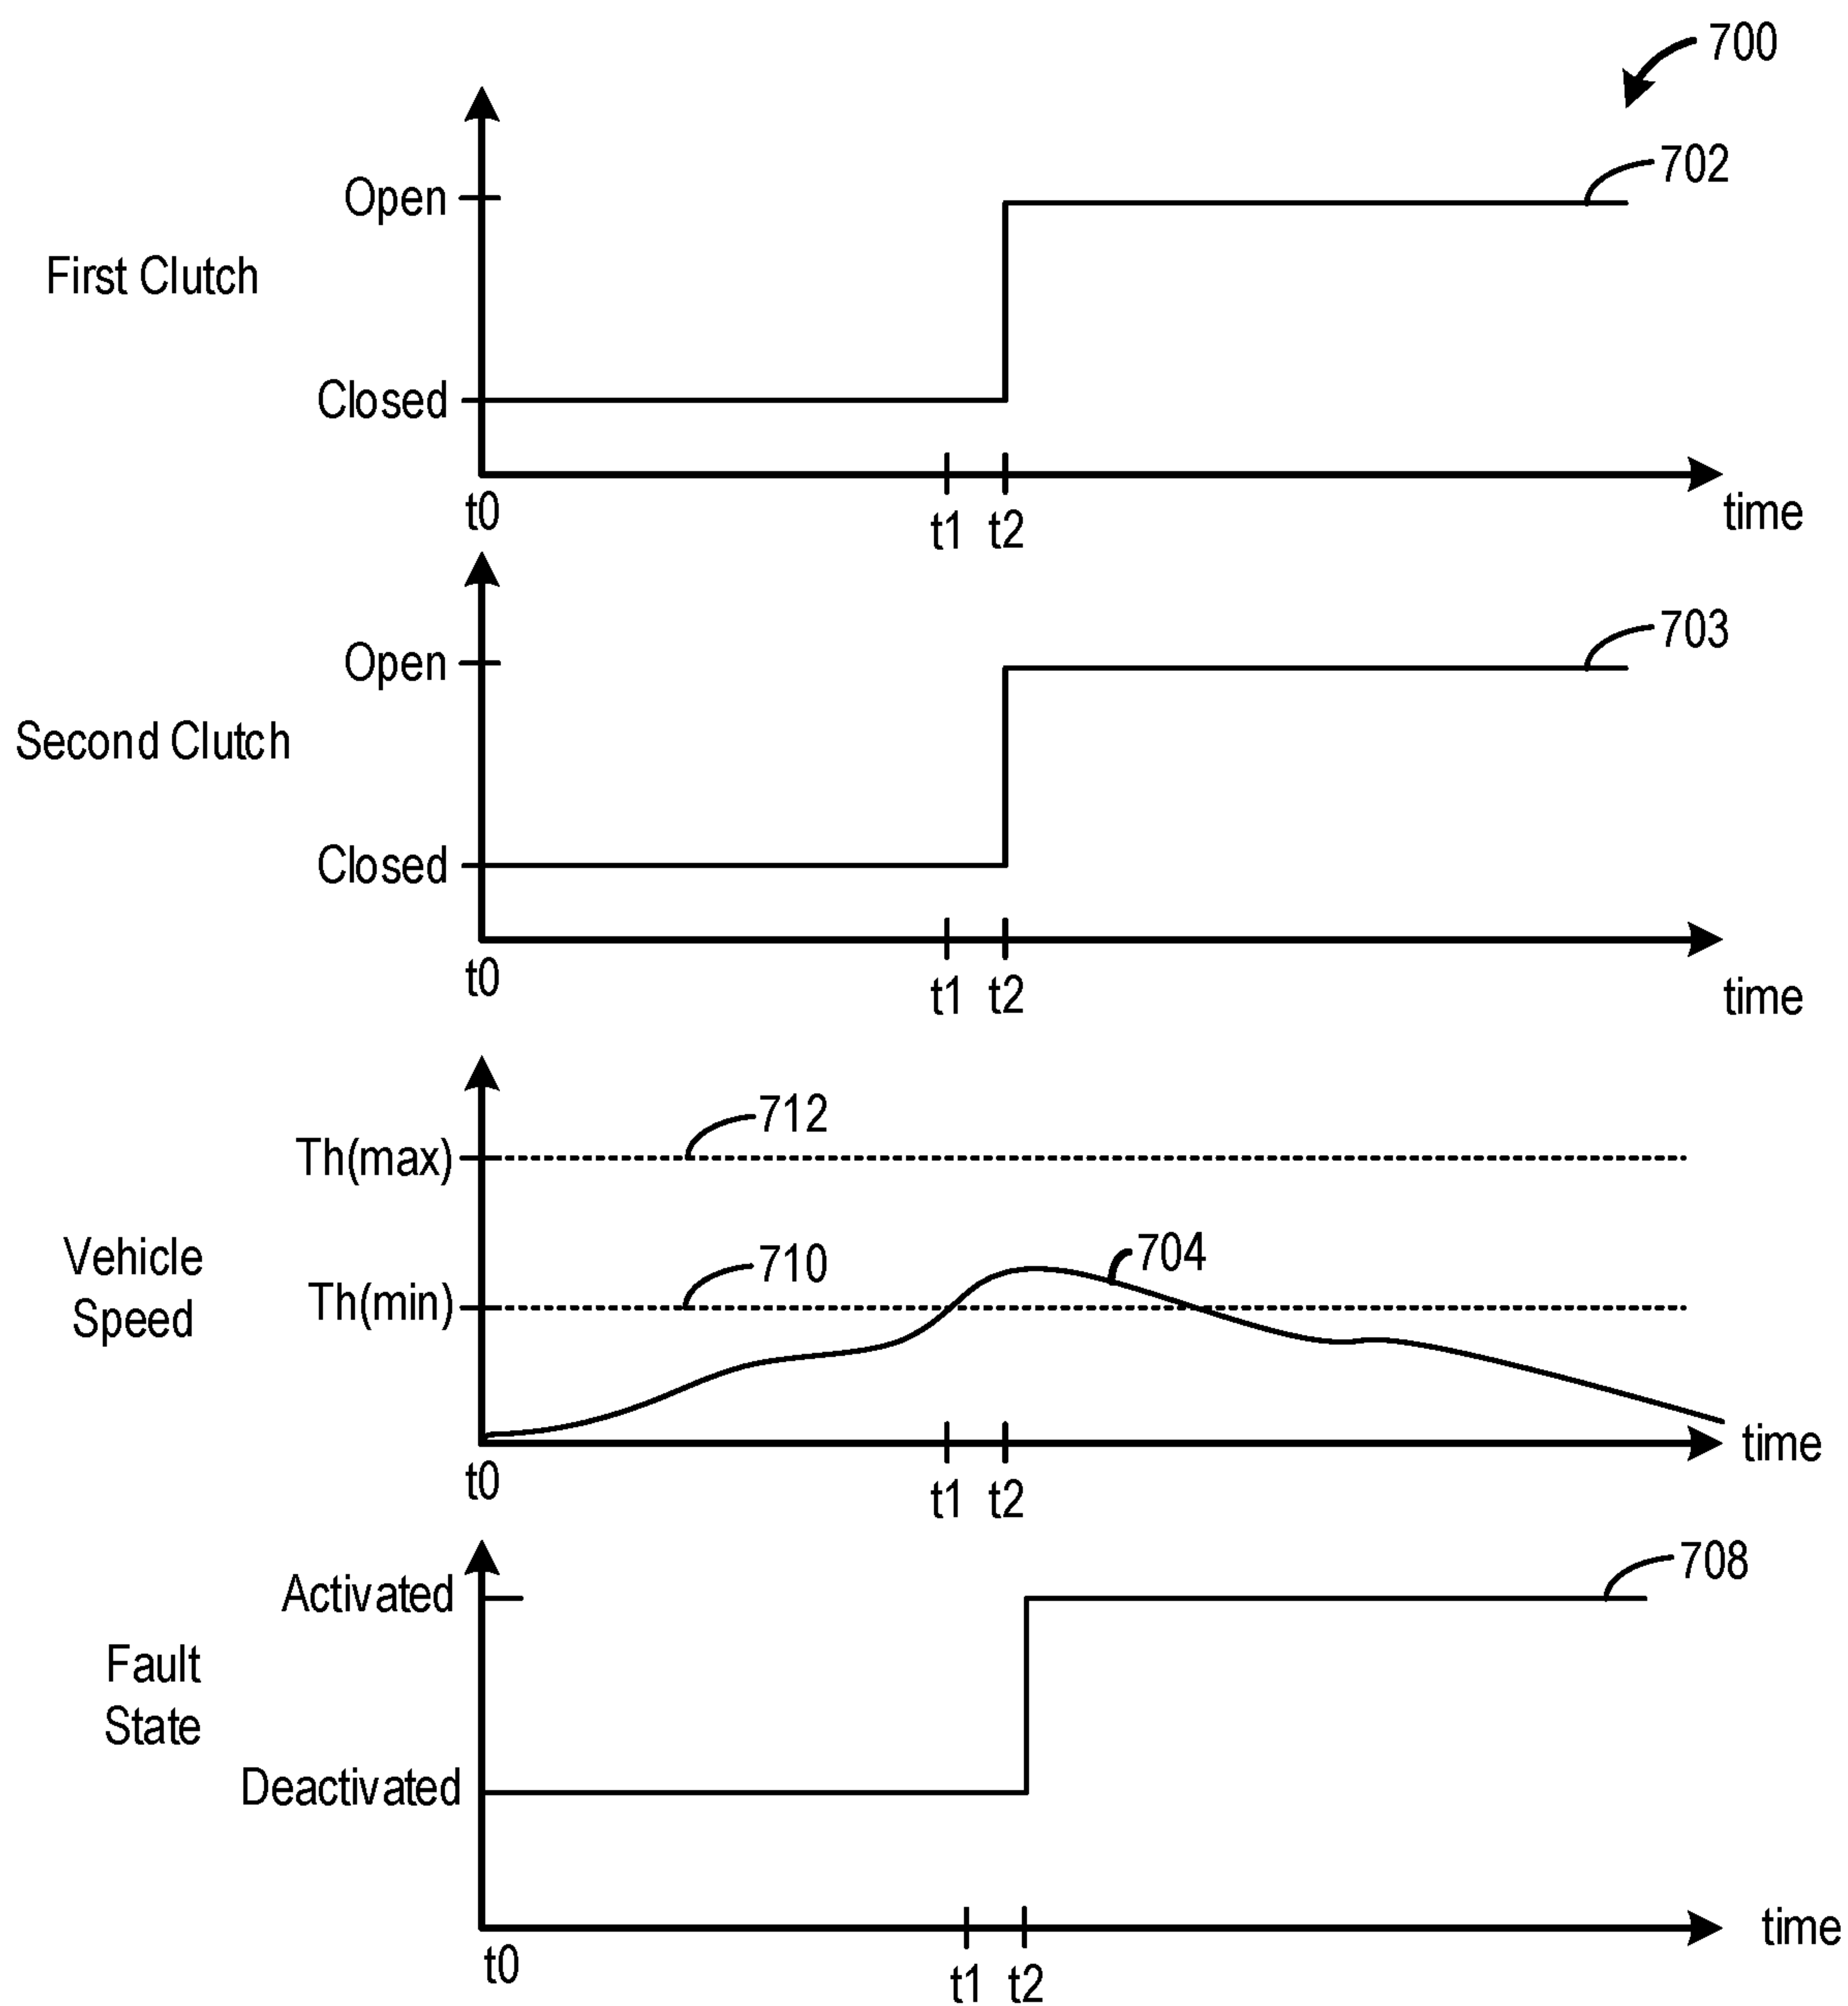 700
702
Open
First Clutch
Closed
t0
t1
t2
time
703
Open
Second Clutch
Closed
t0
t1
t2
time
712
Th(max)
704
710
Vehicle
Speed
Th(min)
time
t0
t1
t2
708
Activated
Fault
State
Deactivated
time
t0
t1
t2